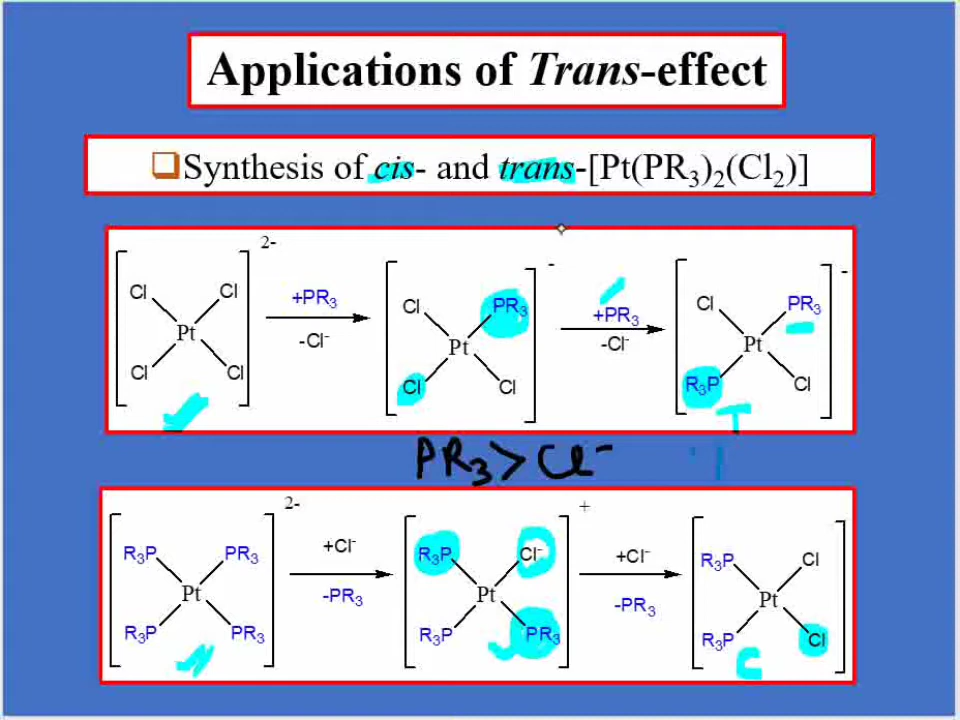 Applications of Trans-effect
❑Synthesis of cis- and trans-[Pt(PR₃)₂(Cl₂)]
2-
Cl Cl
Pt
Cl Cl
+PR₃
-Cl⁻
-
Cl PR₃
Pt
Cl Cl
+PR₃
-Cl⁻
-
Cl PR₃
Pt
R₃P Cl
T
PR₃ > Cl⁻
2-
R₃P PR₃
Pt
R₃P PR₃
+Cl⁻
-PR₃
+
R₃P Cl⁻
Pt
R₃P PR₃
+Cl⁻
-PR₃
R₃P Cl
Pt
R₃P Cl
C